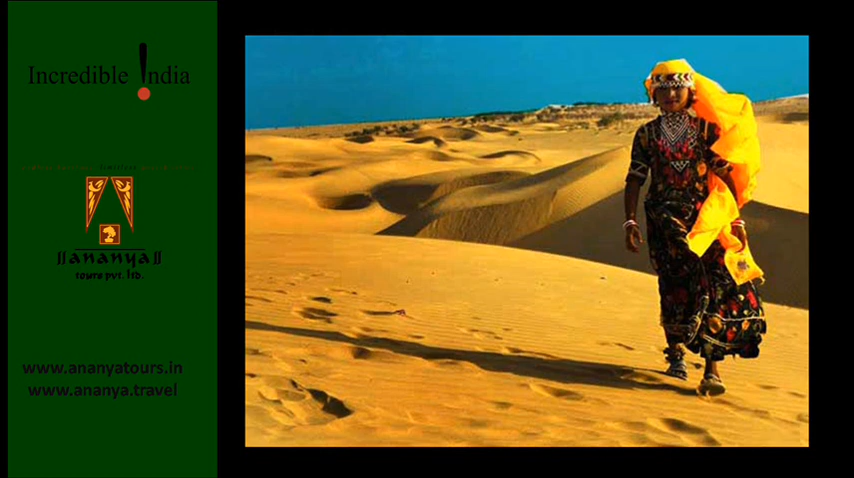 Incredible !ndia
॥ananya॥
tours pvt. ltd.
www.ananyatours.in
www.ananya.travel